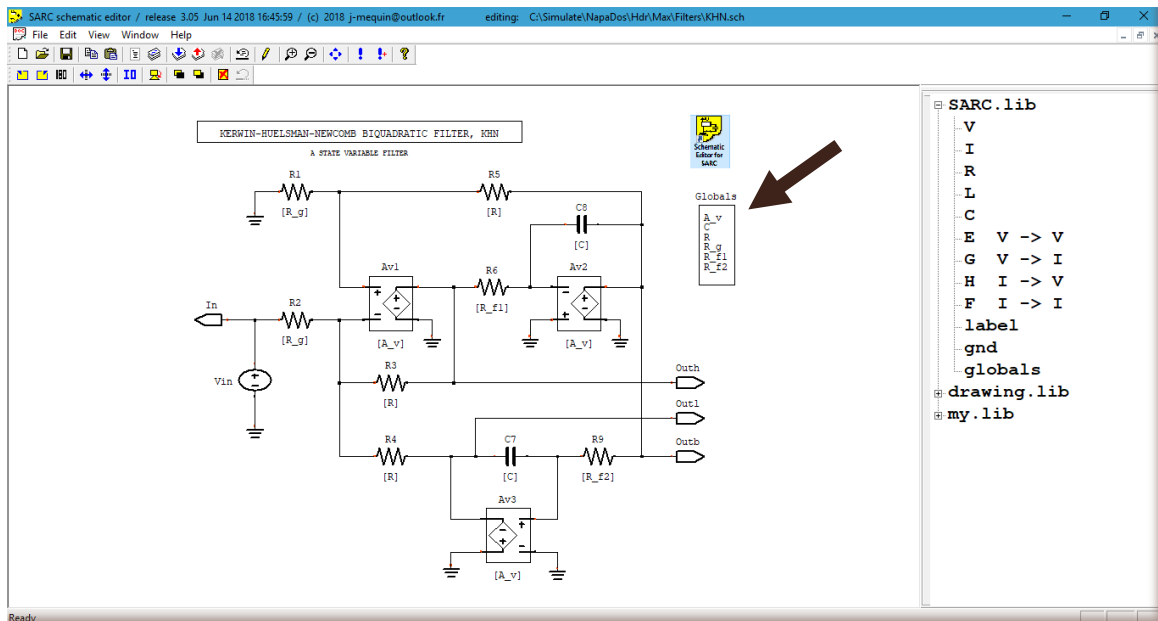 SARC schematic editor / release 3.05 Jun 14 2018 16:45:59 / (c) 2018 j-mequin@outlook.fr editing: C:\Simulate\NapaDos\Hdr\Max\Filters\KHN.sch
File Edit View Window Help
KERWIN-HUELSMAN-NEWCOMB BIQUADRATIC FILTER, KHN
A STATE VARIABLE FILTER
Schematic
Editor for
SARC
Globals
A_v
C
R
R_g
R_f1
R_f2
R1
[R_g]
R5
[R]
C8
[C]
Av1
[A_v]
R6
[R_f1]
Av2
[A_v]
In
R2
[R_g]
Vin
R3
[R]
Outh
Outl
R4
[R]
C7
[C]
R9
[R_f2]
Outb
Av3
[A_v]
SARC.lib
V
I
R
L
C
E V -> V
G V -> I
H I -> V
F I -> I
label
gnd
globals
drawing.lib
my.lib
Ready